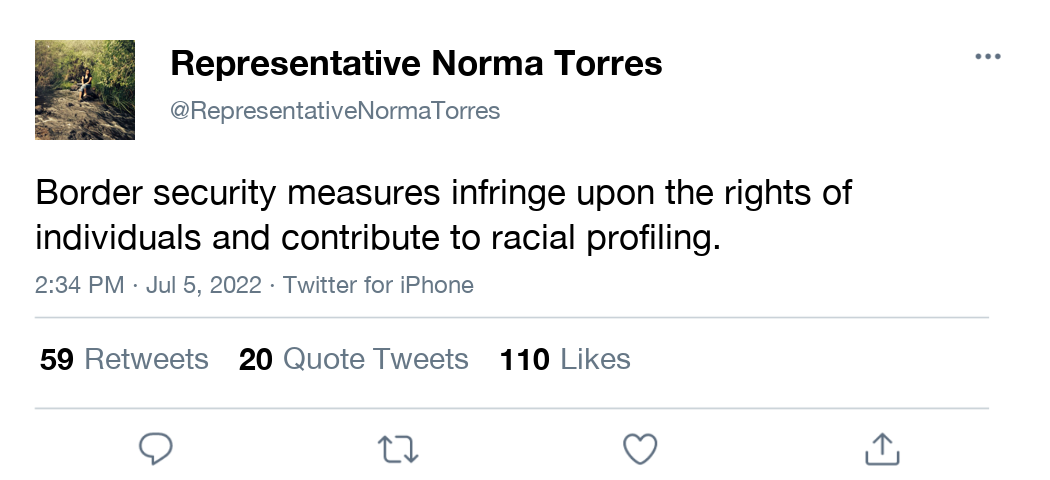 Representative Norma Torres
@RepresentativeNormaTorres
Border security measures infringe upon the rights of
individuals and contribute to racial profiling.
2:34 PM · Jul 5, 2022 · Twitter for iPhone
59 Retweets 20 Quote Tweets 110 Likes